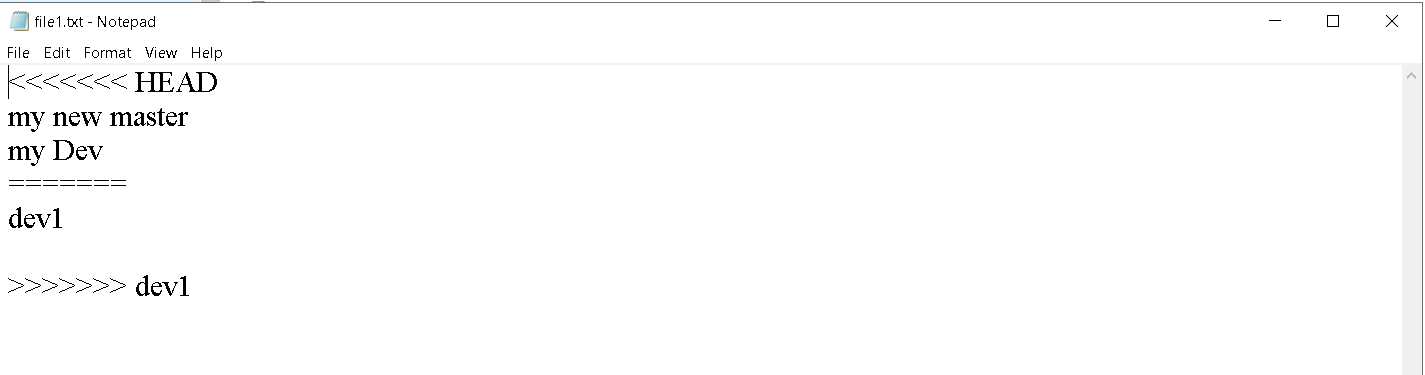 file1.txt - Notepad
File Edit Format View Help
<<<<<<< HEAD
my new master
my Dev
=======
dev1
>>>>>>> dev1